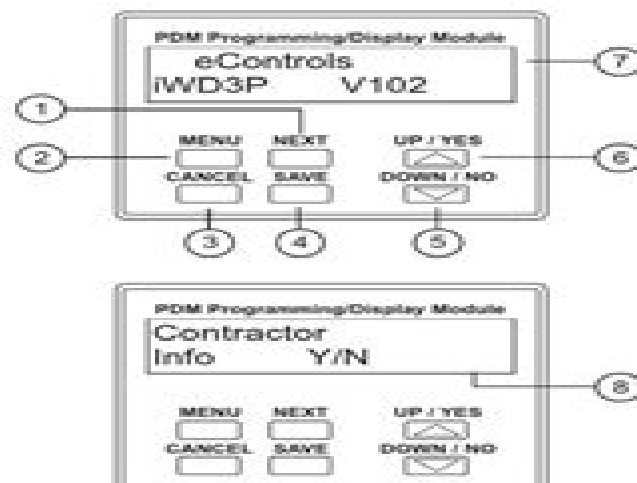 PDM Programming/Display Module
eControls
iWD3P V102
7
1
MENU NEXT UP / YES
2
6
CANCEL SAVE DOWN / NO
3 4 5
PDM Programming/Display Module
Contractor
Info Y/N
8
MENU NEXT UP / YES
CANCEL SAVE DOWN / NO